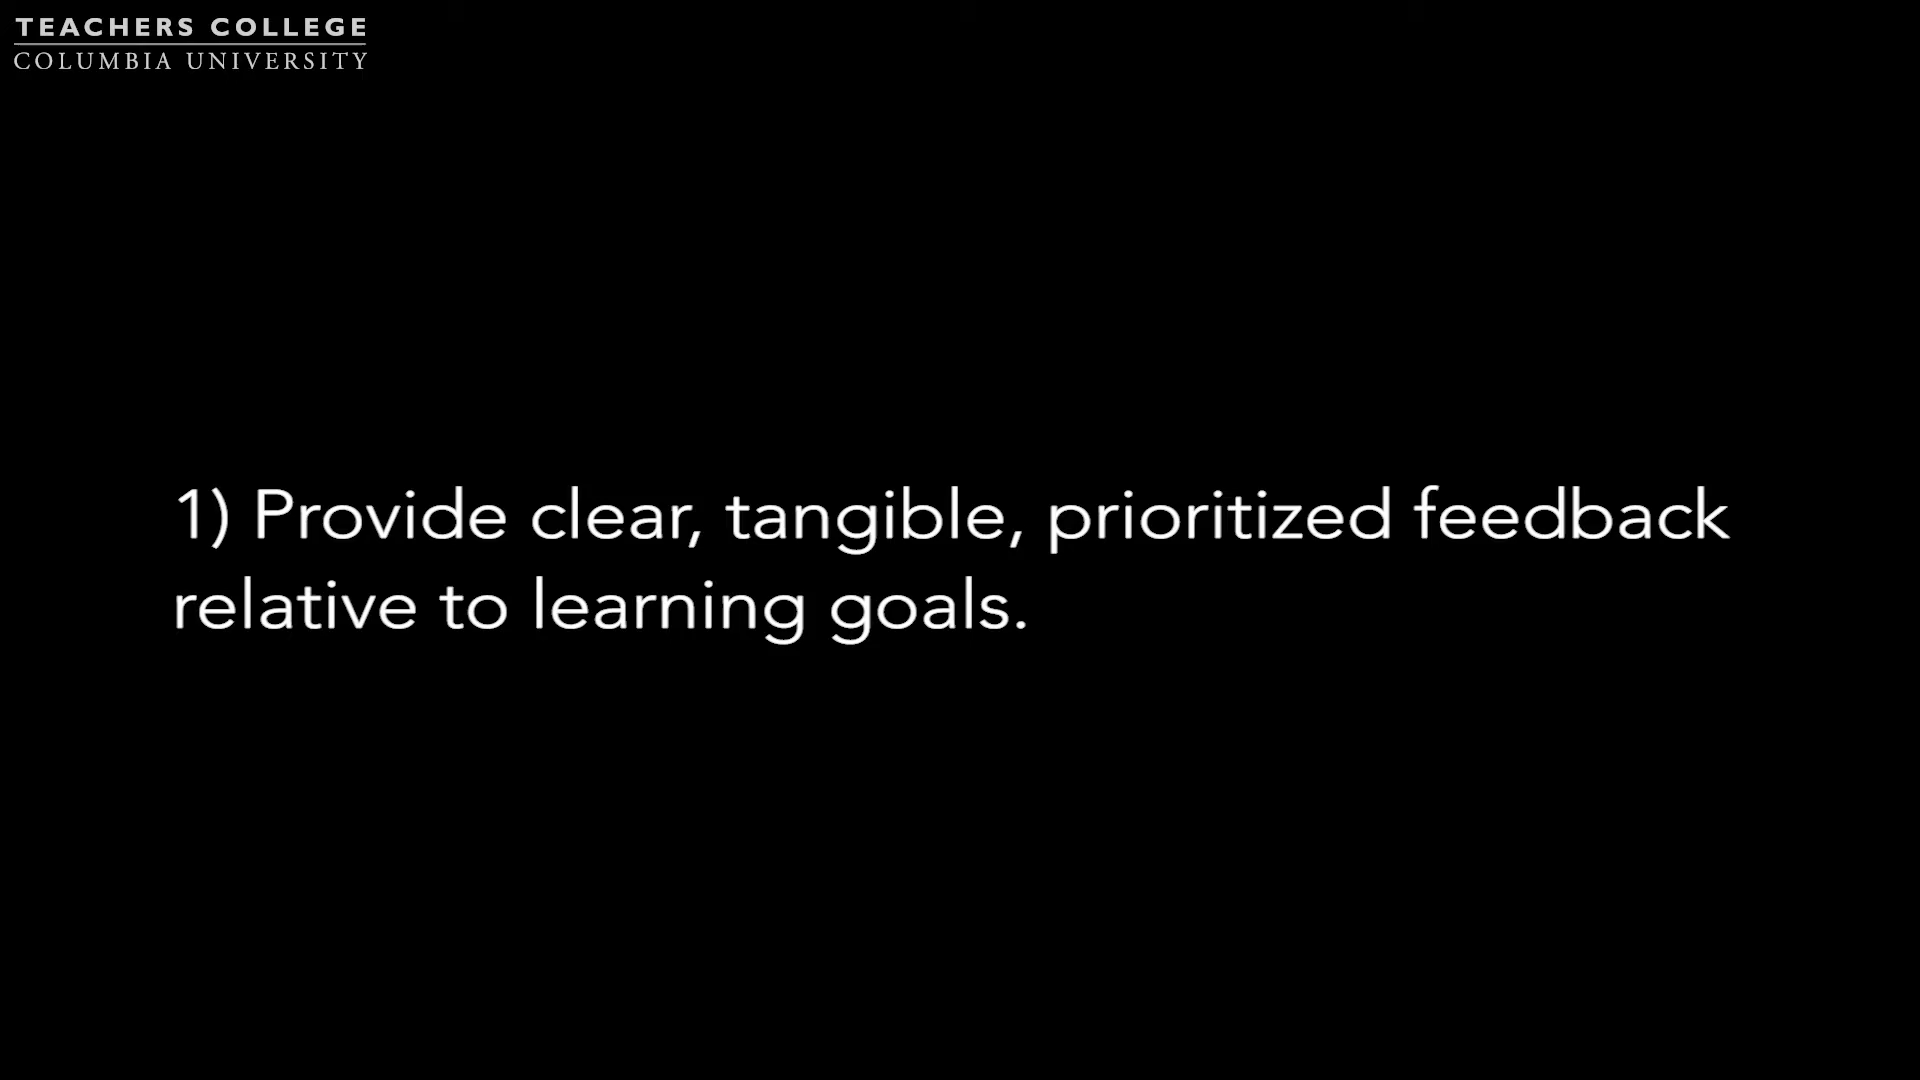 TEACHERS COLLEGE
COLUMBIA UNIVERSITY
1) Provide clear, tangible, prioritized feedback
relative to learning goals.